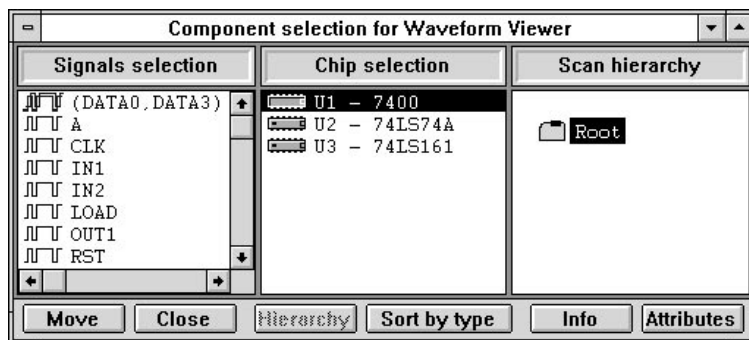 Component selection for Waveform Viewer
Signals selection
Chip selection
Scan hierarchy
(DATA0,DATA3)
A
CLK
IN1
IN2
LOAD
OUT1
RST
U1 - 7400
U2 - 74LS74A
U3 - 74LS161
Root
Move Close Hierarchy Sort by type Info Attributes